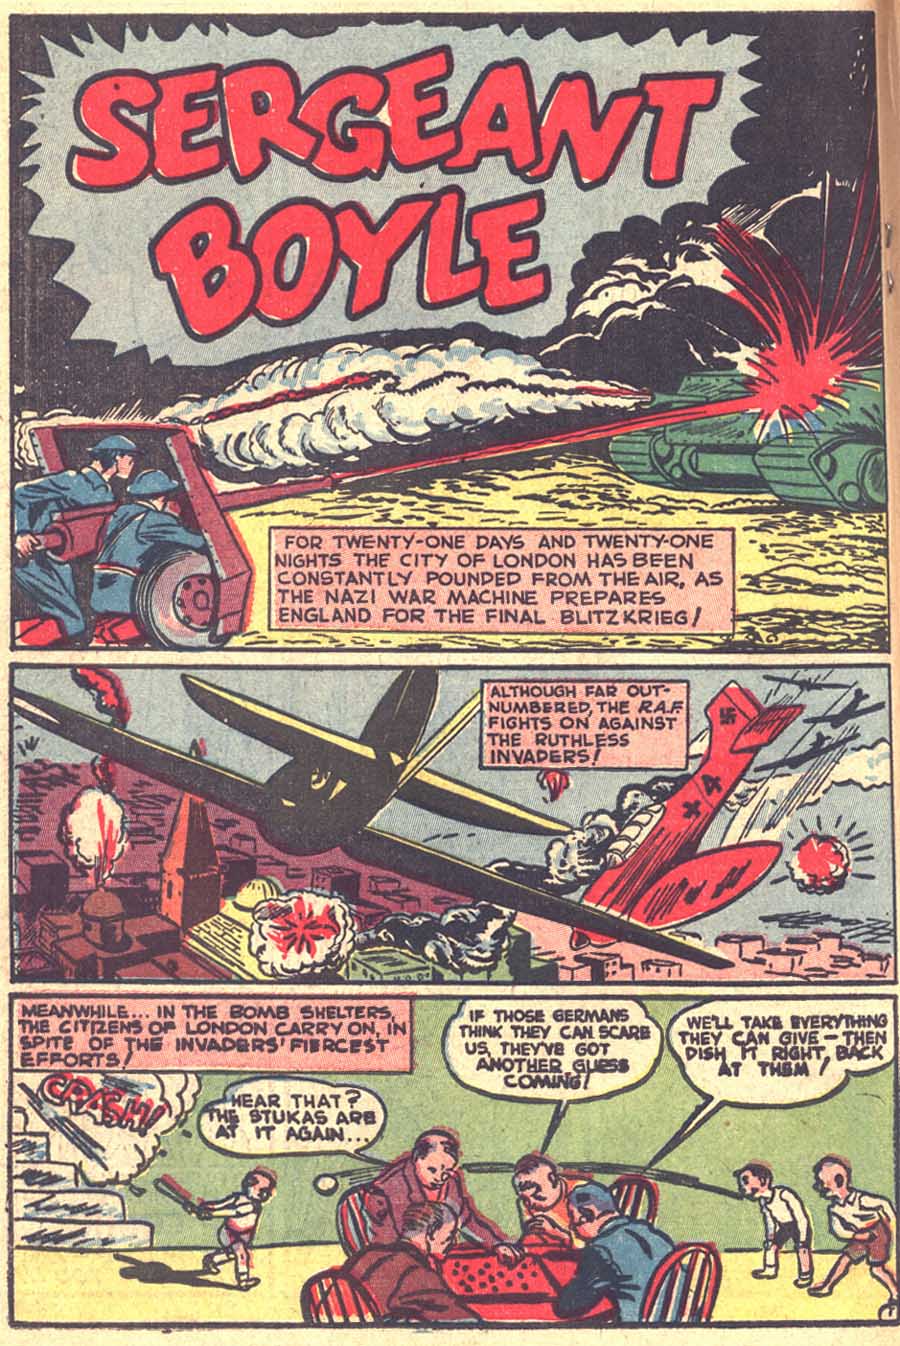 SERGEANT
BOYLE
FOR TWENTY-ONE DAYS AND TWENTY-ONE
NIGHTS THE CITY OF LONDON HAS BEEN
CONSTANTLY POUNDED FROM THE AIR, AS
THE NAZI WAR MACHINE PREPARES
ENGLAND FOR THE FINAL BLITZKRIEG!
ALTHOUGH FAR OUT-
NUMBERED, THE R.A.F.
FIGHTS ON AGAINST
THE RUTHLESS
INVADERS!
X4
MEANWHILE... IN THE BOMB SHELTERS,
THE CITIZENS OF LONDON CARRY ON, IN
SPITE OF THE INVADERS' FIERCEST
EFFORTS!
CRASH!
HEAR THAT?
THE STUKAS ARE
AT IT AGAIN...
IF THOSE GERMANS
THINK THEY CAN SCARE
US, THEY'VE GOT
ANOTHER GUESS
COMING!
WE'LL TAKE EVERYTHING
THEY CAN GIVE - THEN
DISH IT RIGHT BACK
AT THEM!
1